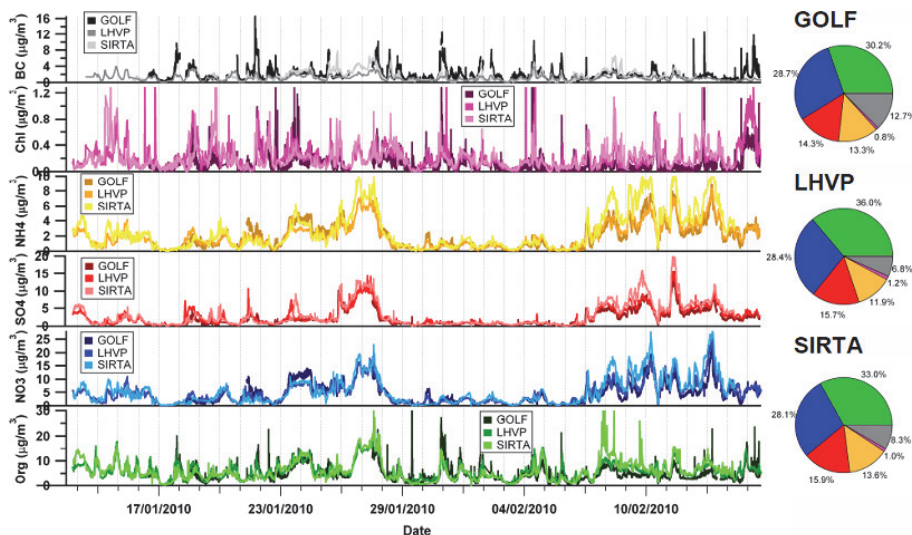 BC (µg/m³)
16
12
8
4
0
GOLF
LHVP
SIRTA
Chl (µg/m³)
1.2
0.8
0.4
0.0
GOLF
LHVP
SIRTA
NH4 (µg/m³)
10
8
6
4
2
0
GOLF
LHVP
SIRTA
SO4 (µg/m³)
20
15
10
5
0
GOLF
LHVP
SIRTA
NO3 (µg/m³)
25
20
15
10
5
0
GOLF
LHVP
SIRTA
Org (µg/m³)
30
20
10
0
GOLF
LHVP
SIRTA
17/01/2010 23/01/2010 29/01/2010 04/02/2010 10/02/2010
Date
GOLF
30.2%
28.7%
12.7%
0.8%
14.3%
13.3%
LHVP
36.0%
28.4%
6.8%
1.2%
11.9%
15.7%
SIRTA
33.0%
28.1%
8.3%
1.0%
15.9%
13.6%